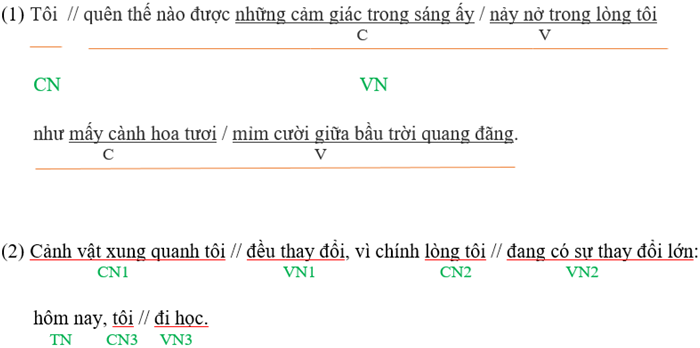 (1) Tôi // quên thế nào được những cảm giác trong sáng ấy / nảy nở trong lòng tôi
C V
CN VN
như mấy cành hoa tươi / mỉm cười giữa bầu trời quang đãng.
C V
(2) Cảnh vật xung quanh tôi // đều thay đổi, vì chính lòng tôi // đang có sự thay đổi lớn:
CN1 VN1 CN2 VN2
hôm nay, tôi // đi học.
TN CN3 VN3